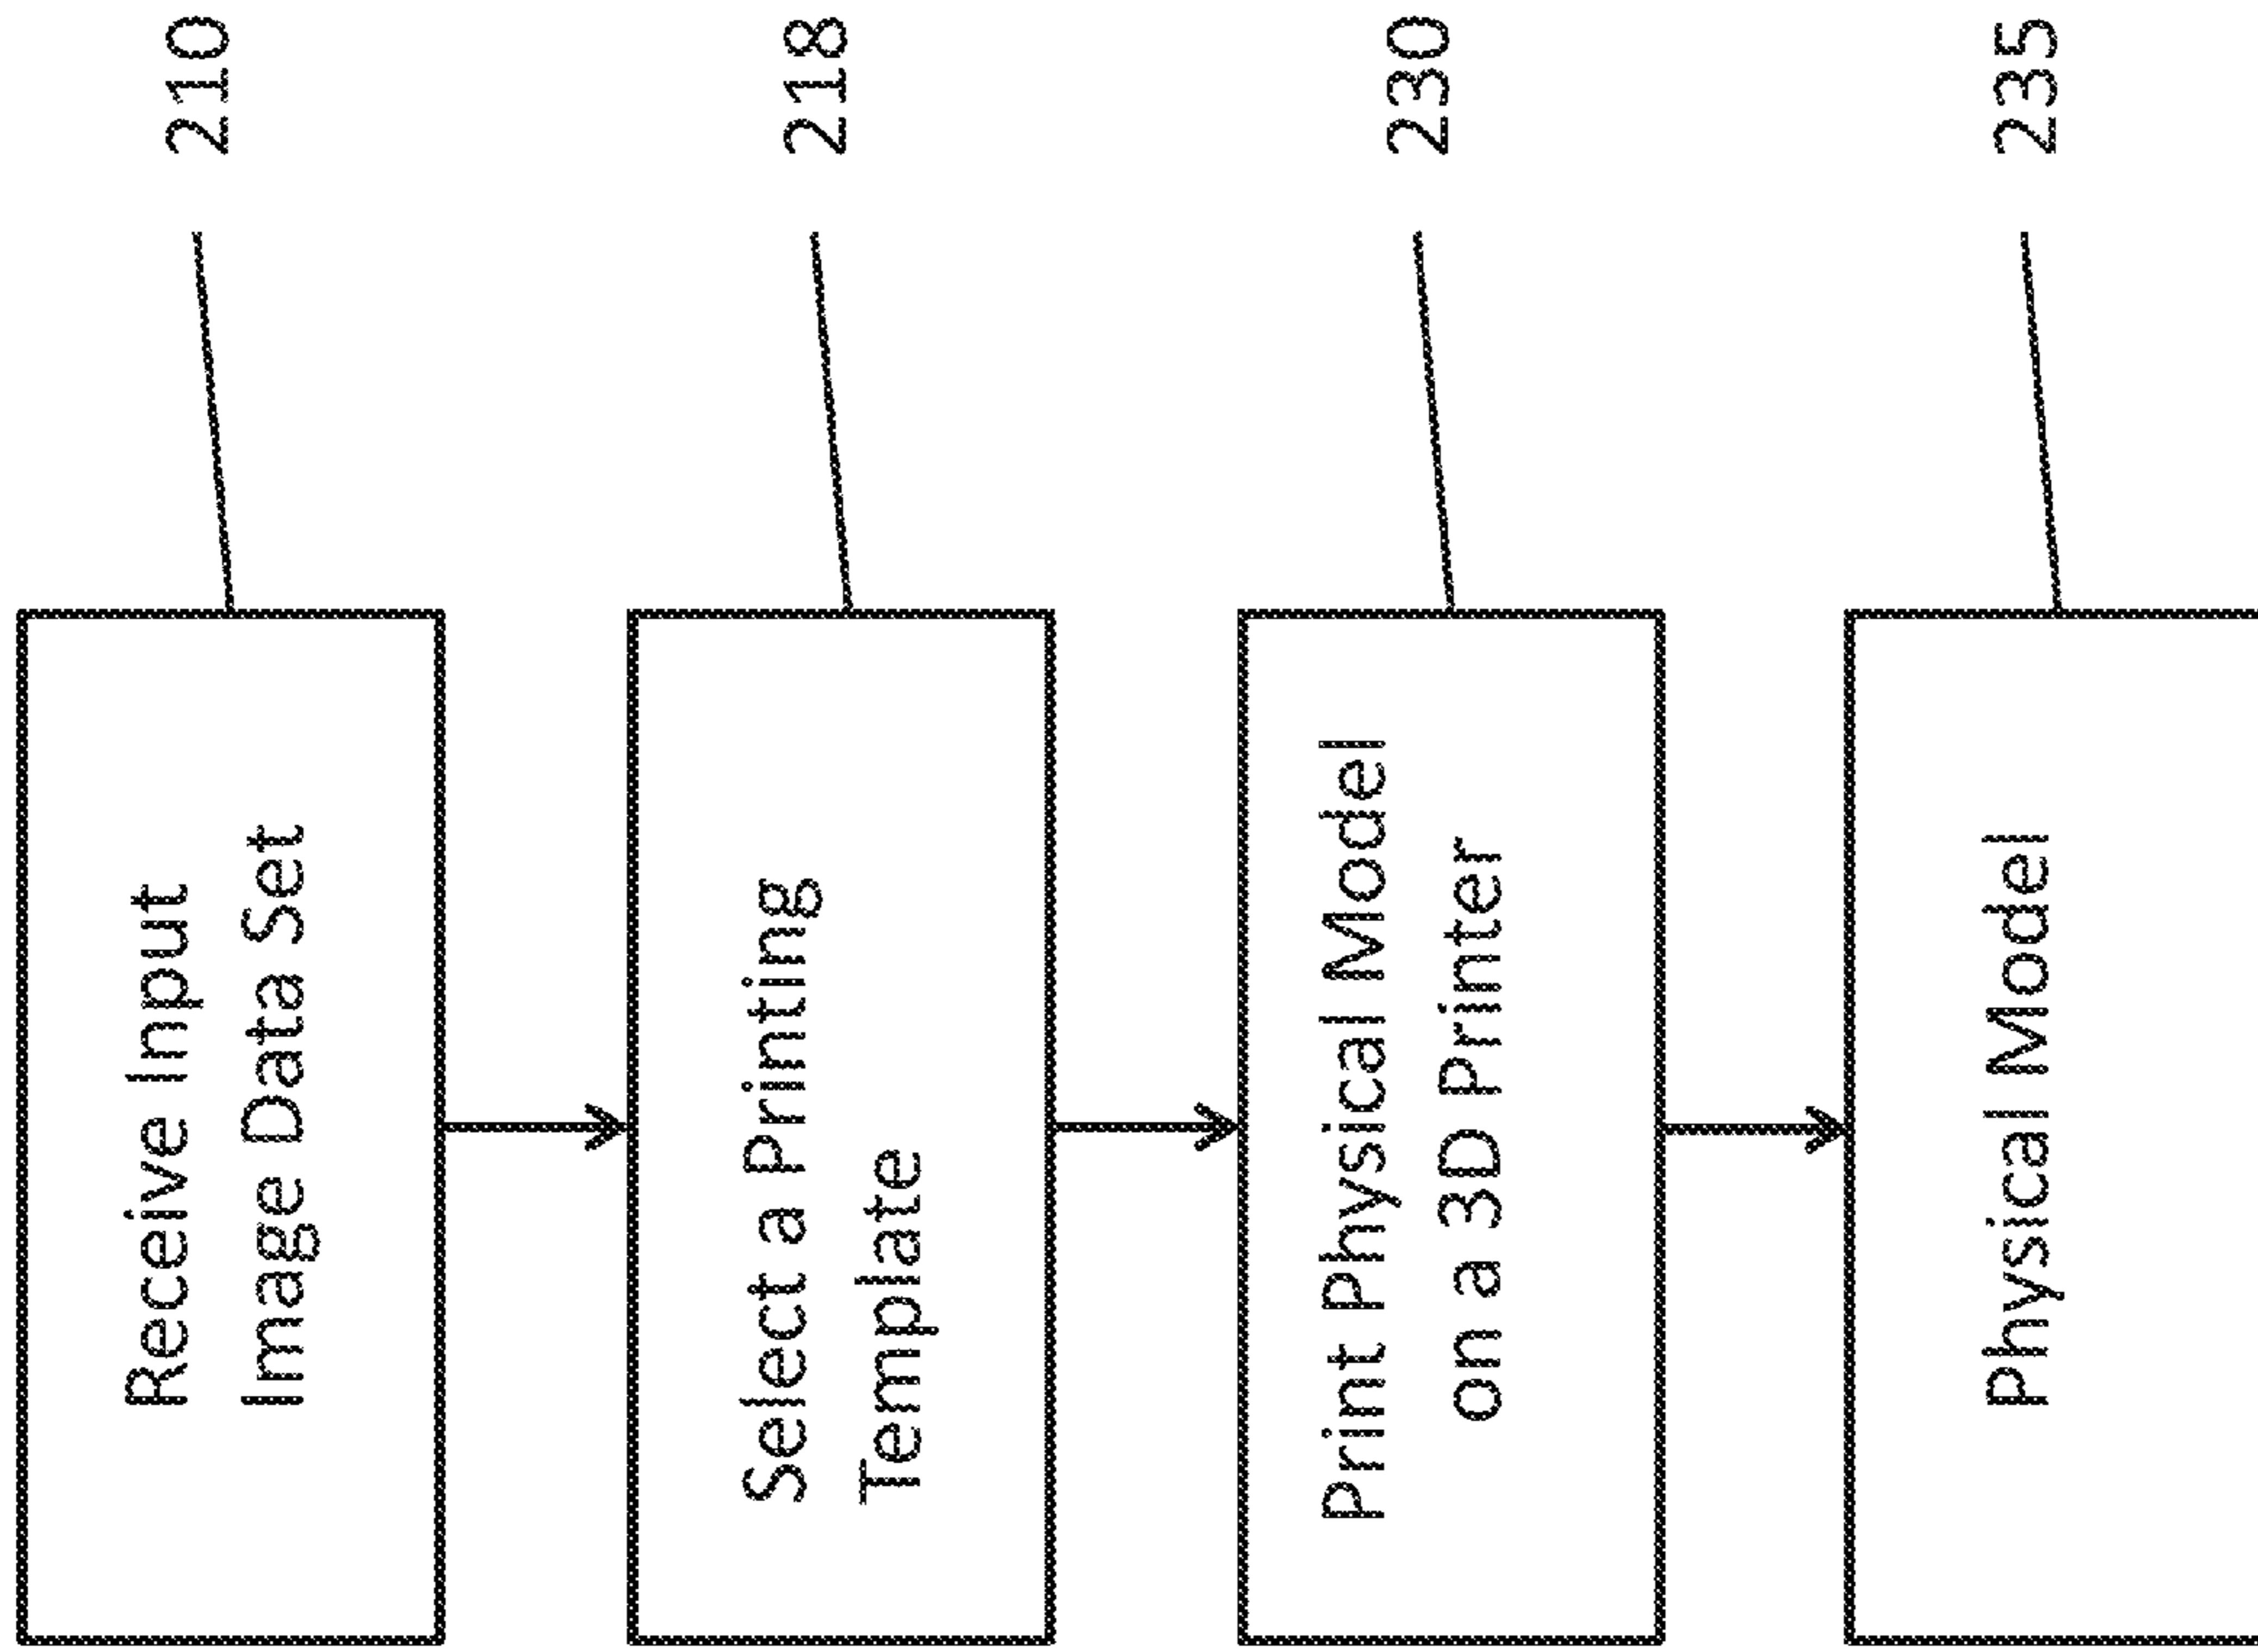 Receive Input
Image Data Set
210
Select a Printing
Template
218
Print Physical Model
on a 3D Printer
230
Physical Model
235